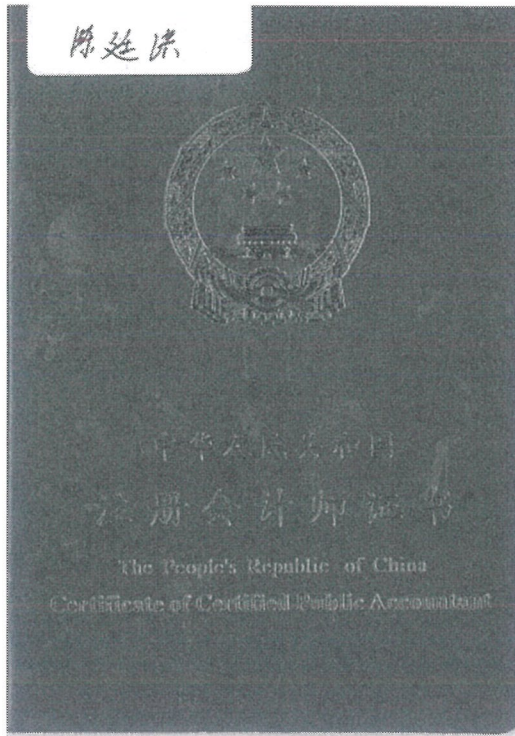 陈延洪
中华人民共和国
注册会计师证书
The People's Republic of China
Certificate of Certified Public Accountant